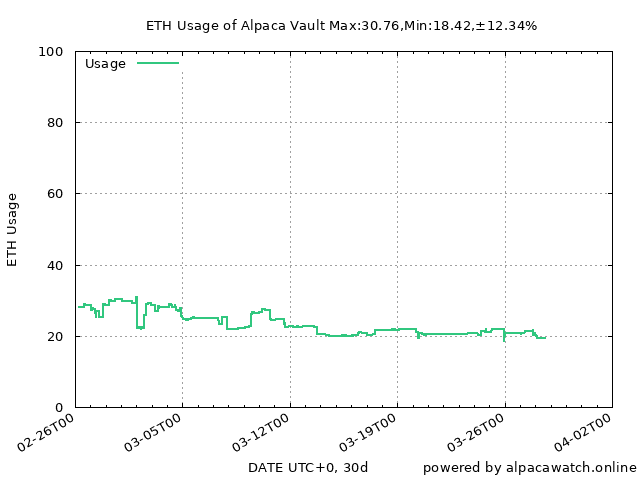 ETH Usage of Alpaca Vault Max:30.76,Min:18.42,±12.34%
Usage
ETH Usage
100
80
60
40
20
0
02-26T00
03-05T00
03-12T00
03-19T00
03-26T00
04-02T00
DATE UTC+0, 30d
powered by alpacawatch.online